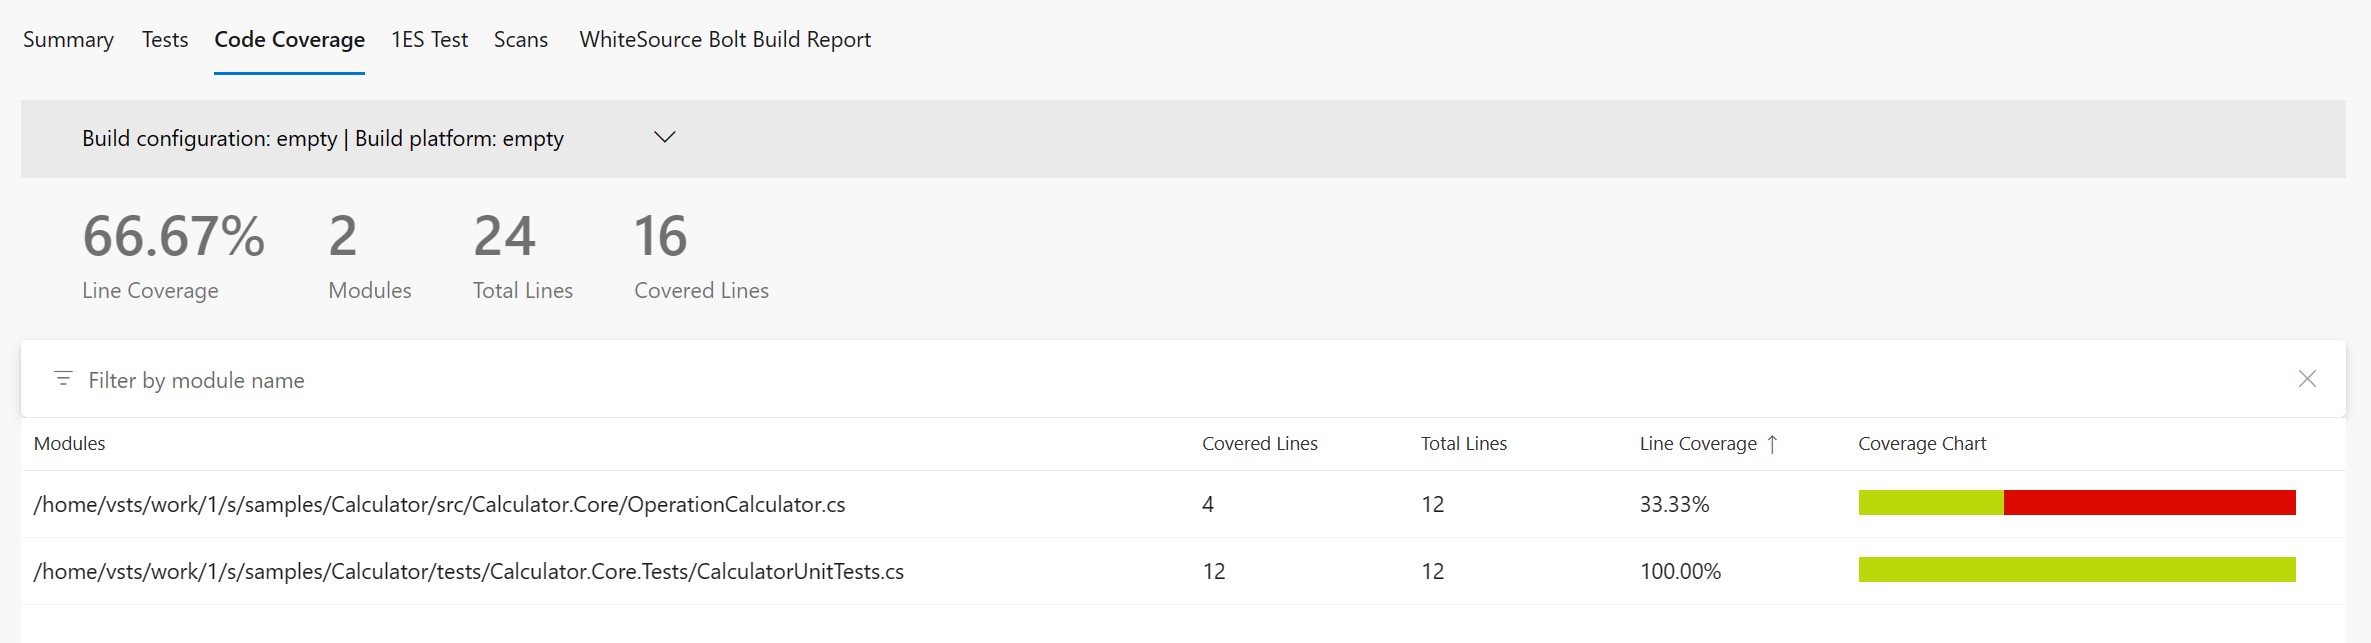 Summary Tests Code Coverage 1ES Test Scans WhiteSource Bolt Build Report
Build configuration: empty | Build platform: empty
66.67% 2 24 16
Line Coverage Modules Total Lines Covered Lines
Filter by module name
Modules Covered Lines Total Lines Line Coverage ↑ Coverage Chart
/home/vsts/work/1/s/samples/Calculator/src/Calculator.Core/OperationCalculator.cs 4 12 33.33%
/home/vsts/work/1/s/samples/Calculator/tests/Calculator.Core.Tests/CalculatorUnitTests.cs 12 12 100.00%